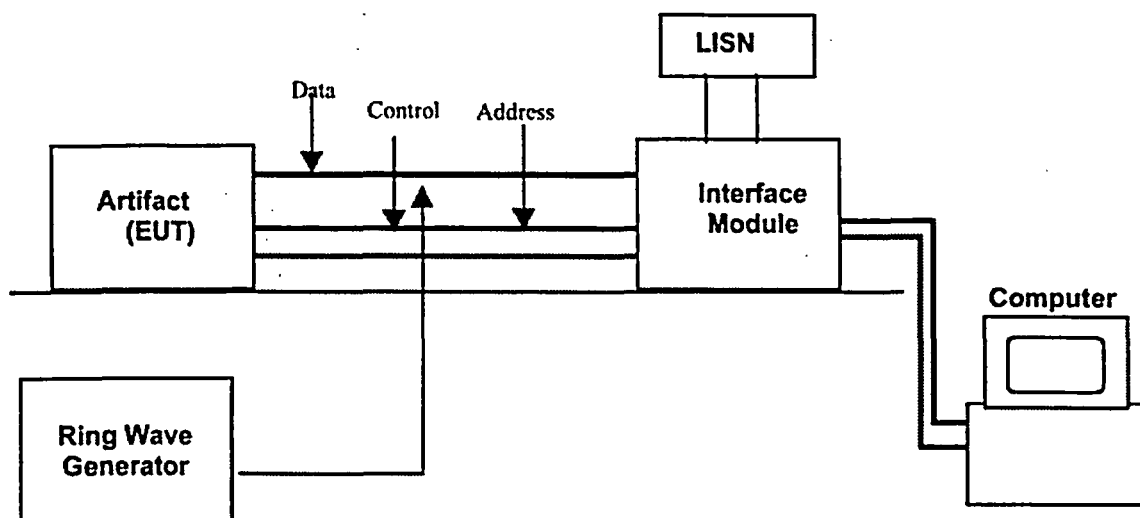 LISN
Data
Control
Address
Artifact
(EUT)
Interface
Module
Computer
Ring Wave
Generator